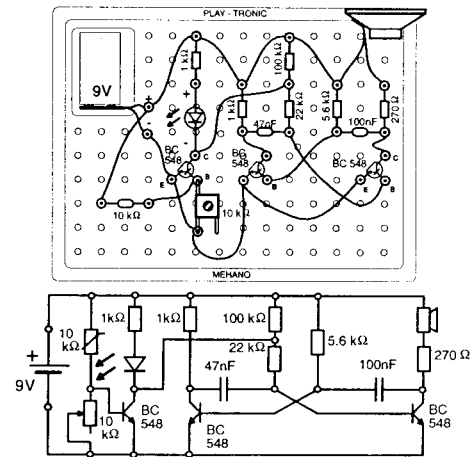 PLAY - TRONIC
9V
+
-
1 kΩ
+
-
100 kΩ
1 kΩ
47nF
22 kΩ
5.6 kΩ
100nF
270 Ω
BC
548
C
E
B
BC
548
BC 548
C
E
B
10 kΩ
10 kΩ
MEHANO
10
kΩ
1kΩ
1kΩ
100 kΩ
22 kΩ
5.6 kΩ
47nF
100nF
270 Ω
+
9V
10
kΩ
BC
548
BC
548
BC
548